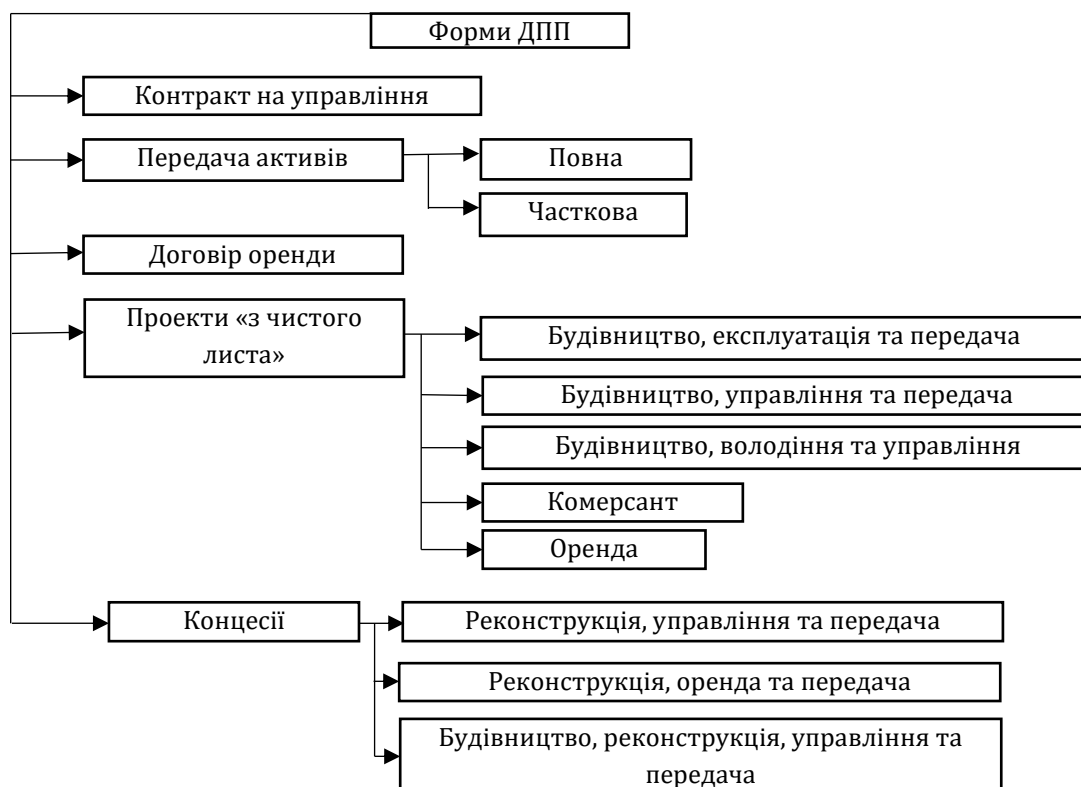 Форми ДПП
Контракт на управління
Передача активів
Повна
Часткова
Договір оренди
Проекти «з чистого
листа»
Будівництво, експлуатація та передача
Будівництво, управління та передача
Будівництво, володіння та управління
Комерсант
Оренда
Концесії
Реконструкція, управління та передача
Реконструкція, оренда та передача
Будівництво, реконструкція, управління та
передача